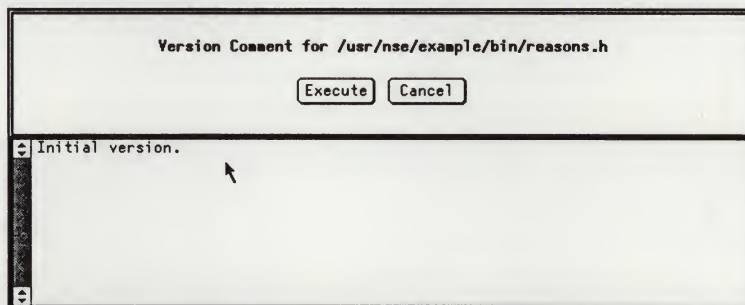 Version Comment for /usr/nse/example/bin/reasons.h
Execute Cancel
Initial version.